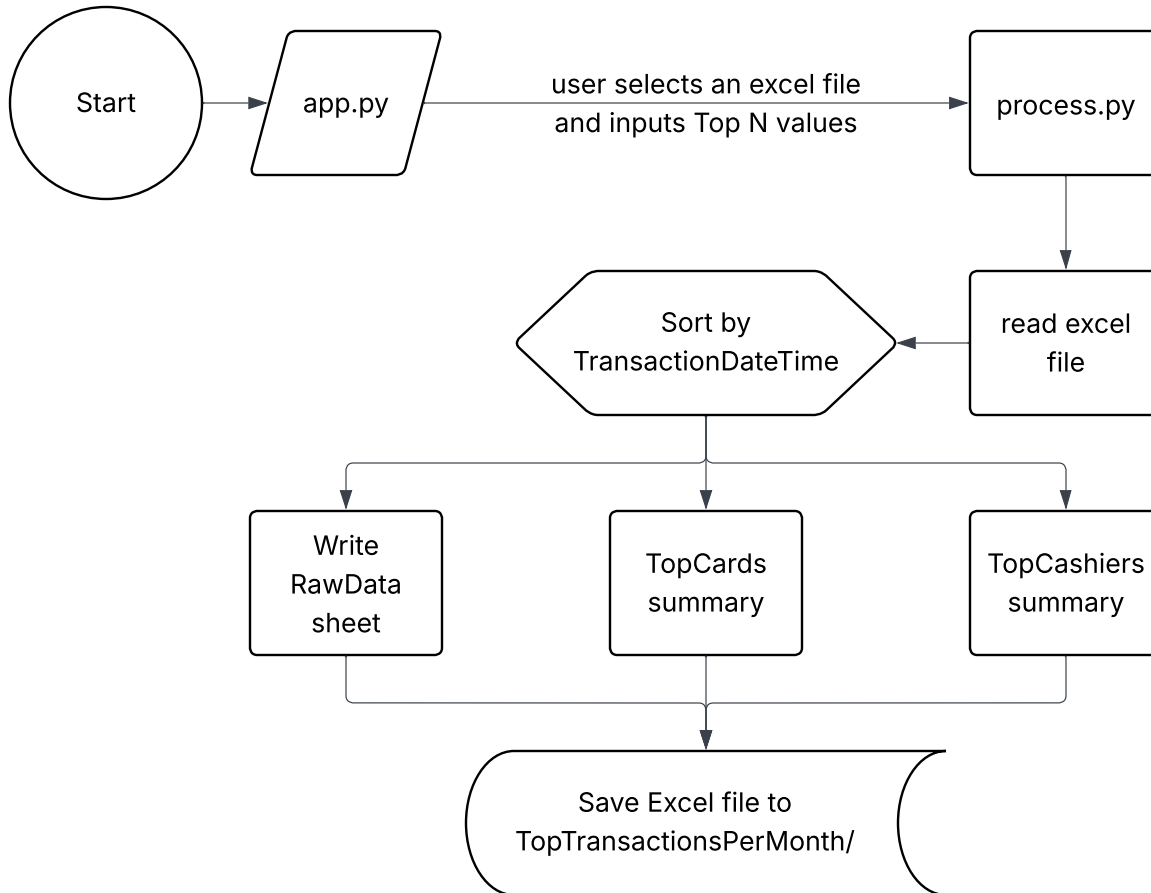 Start
app.py
user selects an excel file
and inputs Top N values
process.py
Sort by
TransactionDateTime
read excel
file
Write
RawData
sheet
TopCards
summary
TopCashiers
summary
Save Excel file to
TopTransactionsPerMonth/